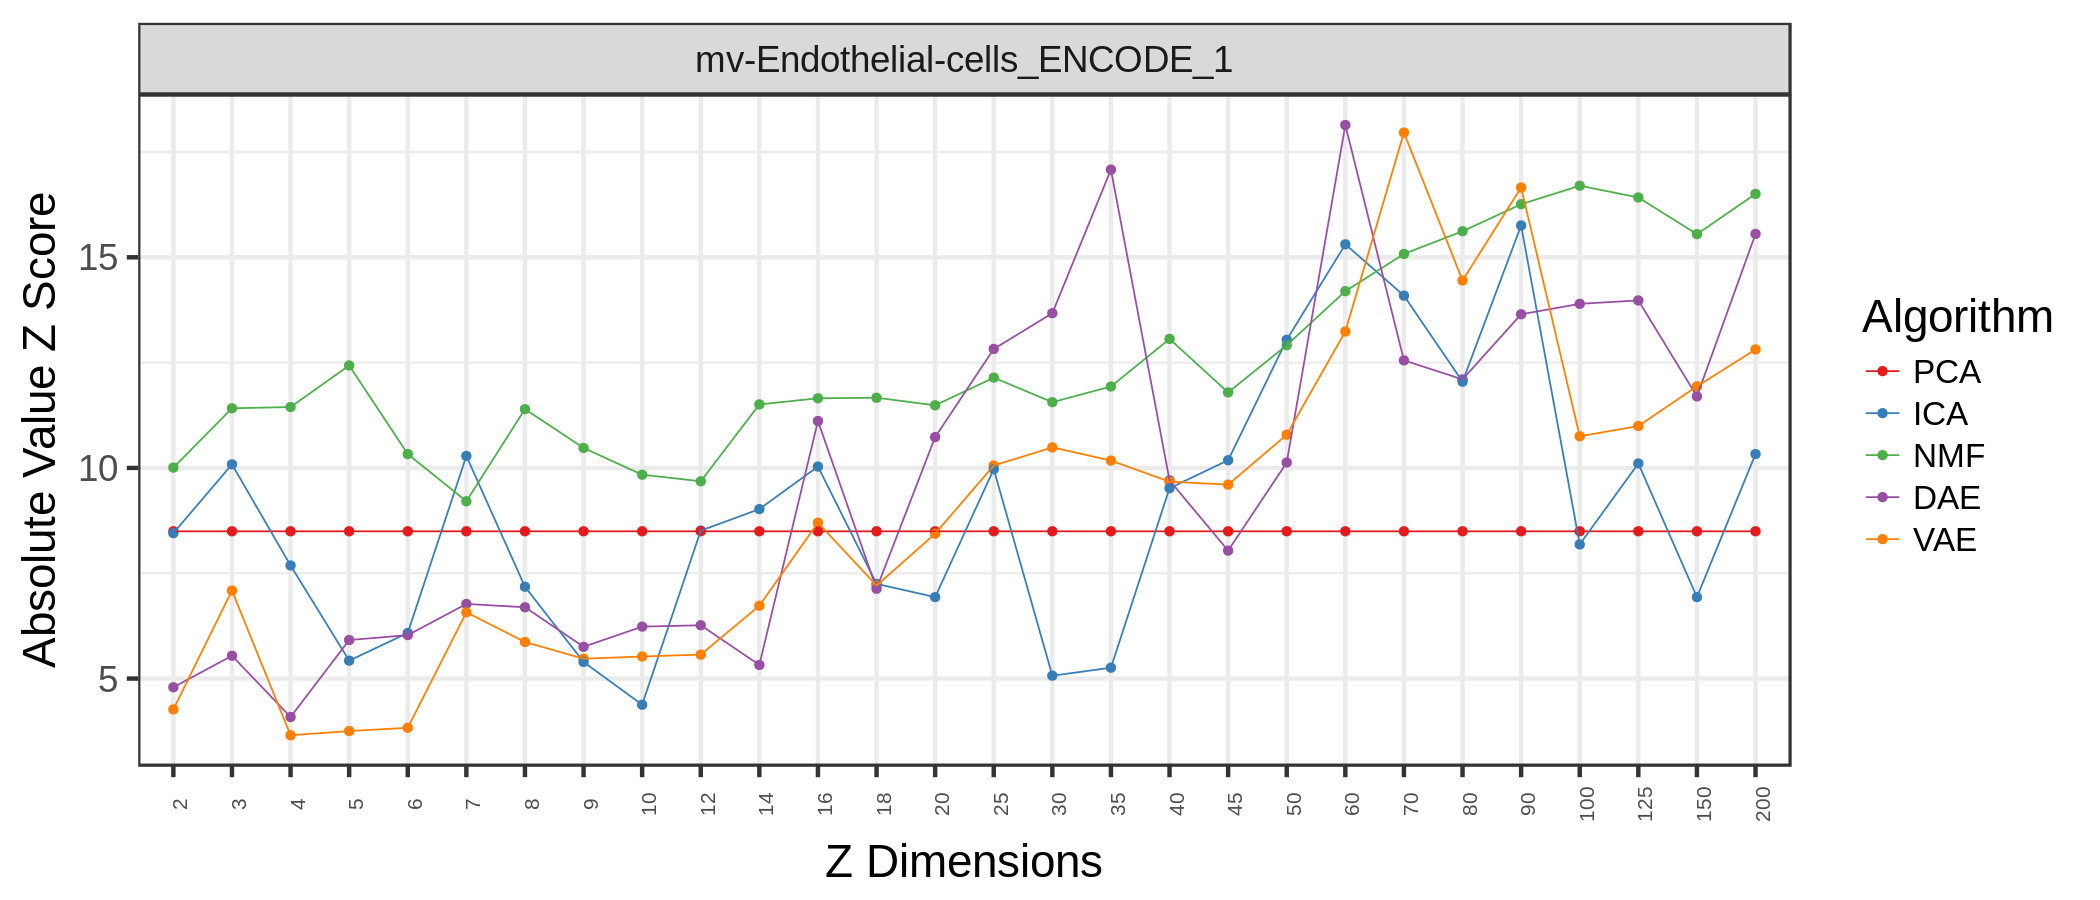 mv-Endothelial-cells_ENCODE_1
Absolute Value Z Score
15
10
5
2 3 4 5 6 7 8 9 10 12 14 16 18 20 25 30 35 40 45 50 60 70 80 90 100 125 150 200
Z Dimensions
Algorithm
PCA
ICA
NMF
DAE
VAE